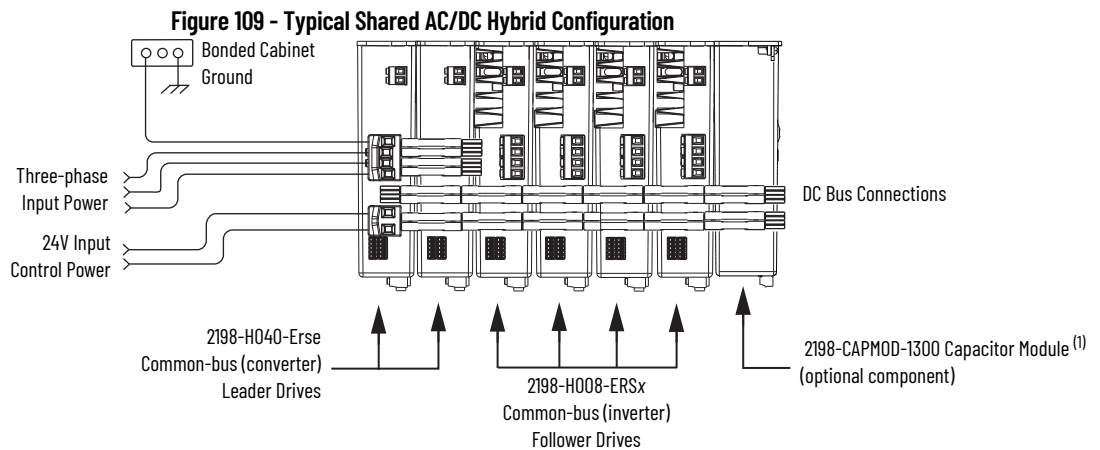 Figure 109 - Typical Shared AC/DC Hybrid Configuration
Bonded Cabinet
Ground
Three-phase
Input Power
DC Bus Connections
24V Input
Control Power
2198-H040-Erse
Common-bus (converter)
Leader Drives
2198-H008-ERSx
Common-bus (inverter)
Follower Drives
2198-CAPMOD-1300 Capacitor Module (1)
(optional component)